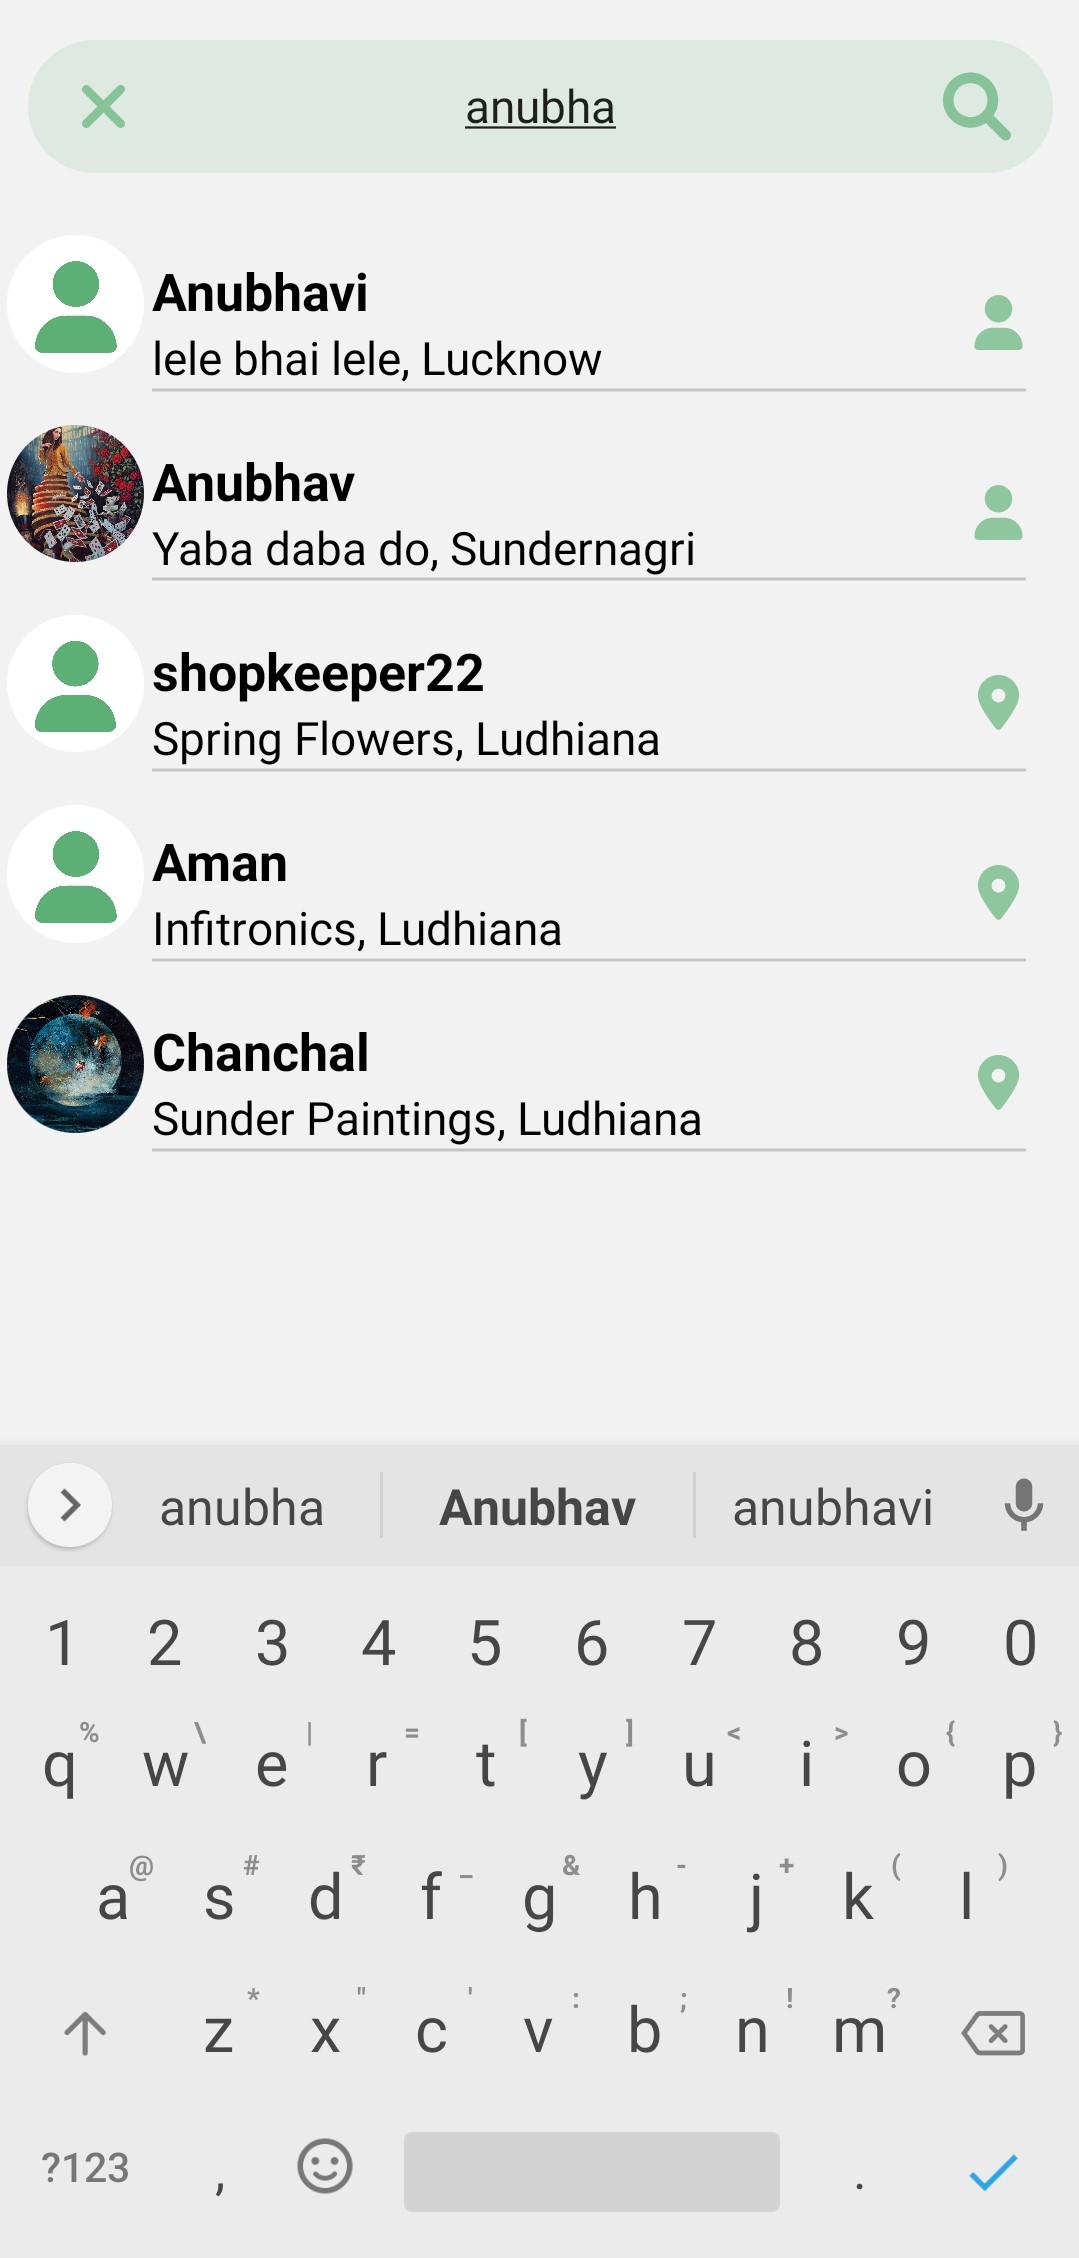 anubha
Anubhavi
lele bhai lele, Lucknow
Anubhav
Yaba daba do, Sundernagri
shopkeeper22
Spring Flowers, Ludhiana
Aman
Infitronics, Ludhiana
Chanchal
Sunder Paintings, Ludhiana
anubha Anubhav anubhavi
1 2 3 4 5 6 7 8 9 0
% \ | = [ ] < > { }
q w e r t y u i o p
@ # ₹ _ & - + ( )
a s d f g h j k l
* " ' : ; ! ?
z x c v b n m
?123 , .